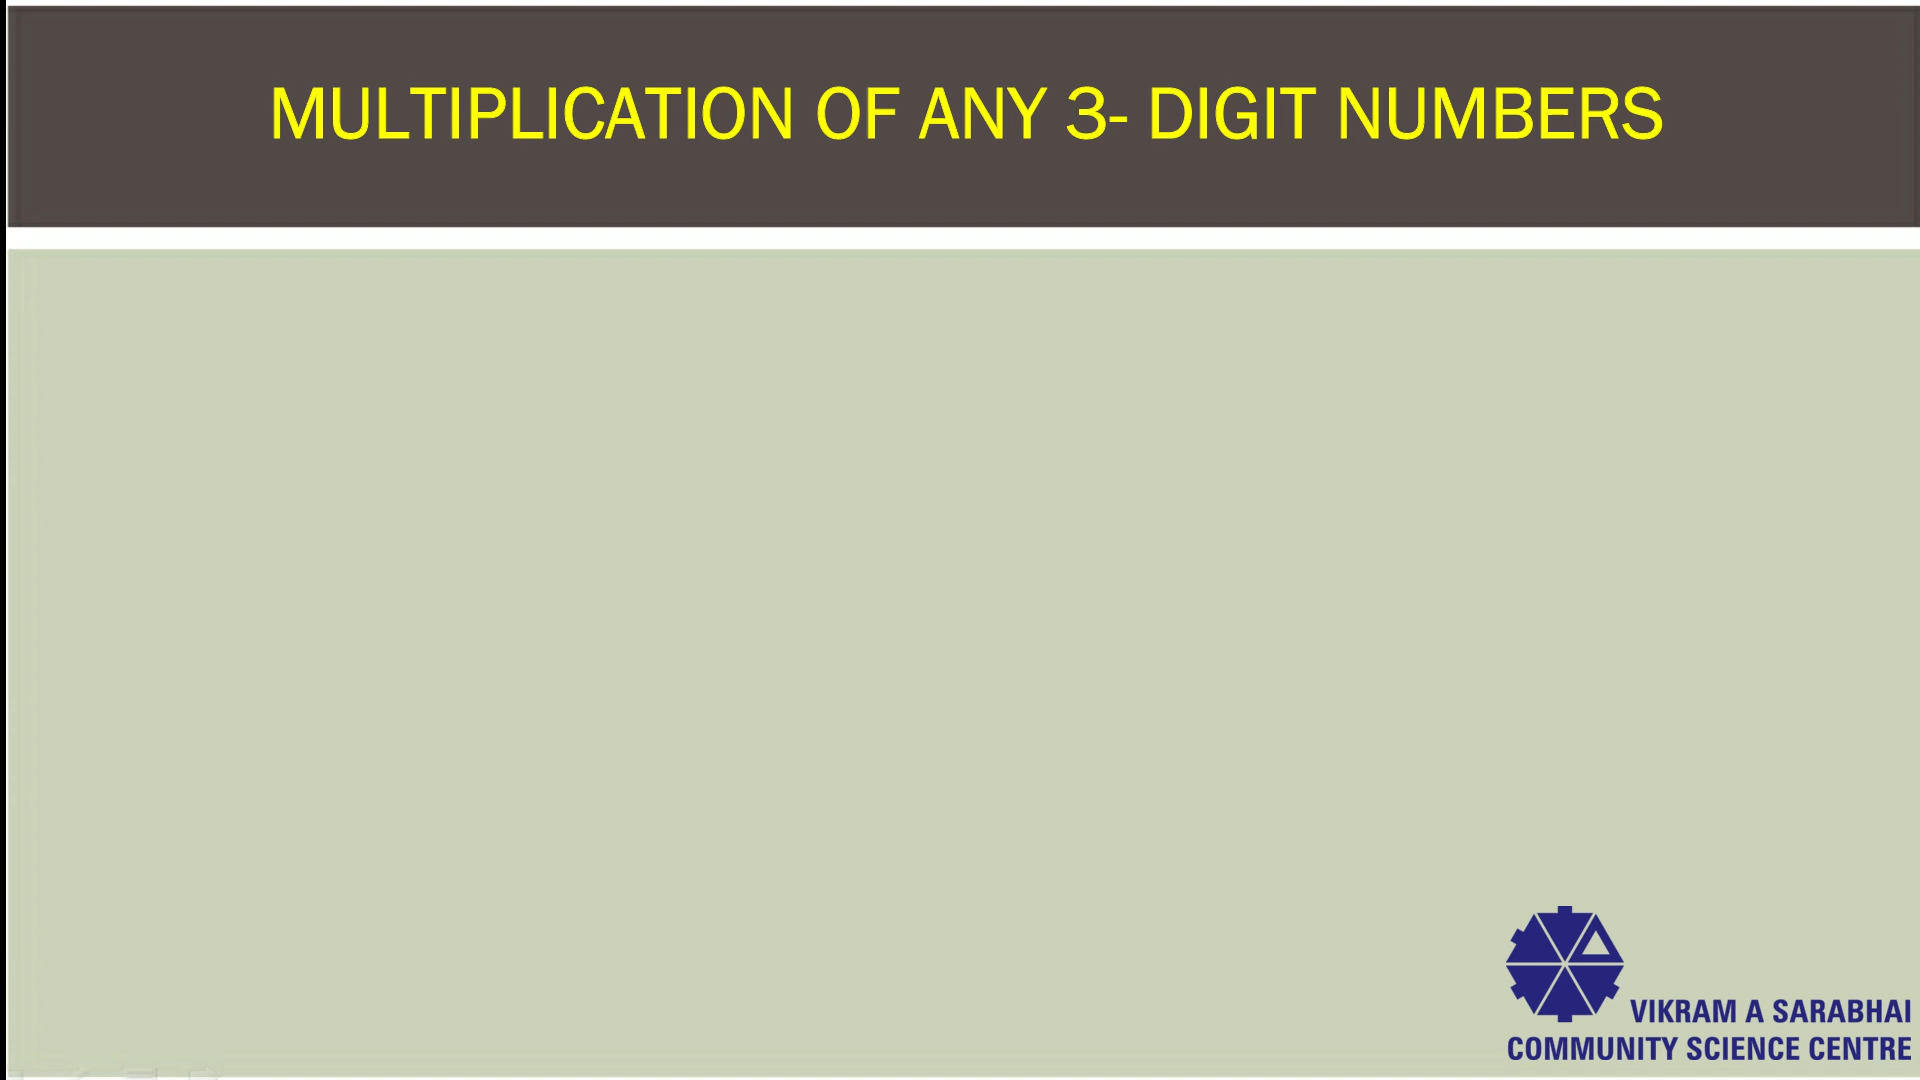 MULTIPLICATION OF ANY 3- DIGIT NUMBERS
VIKRAM A SARABHAI
COMMUNITY SCIENCE CENTRE